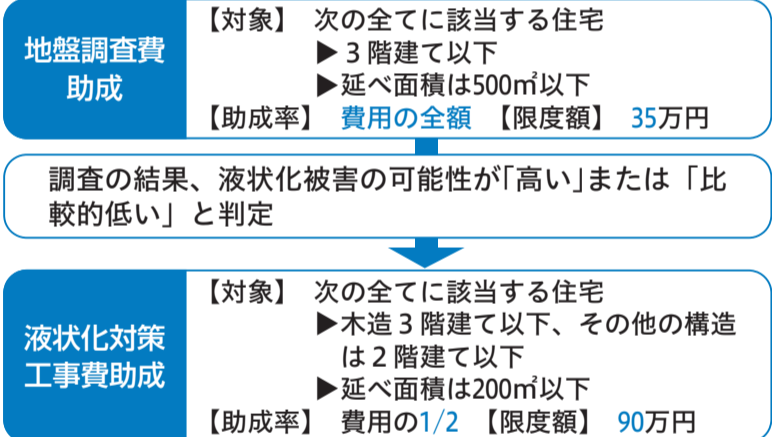 地盤調査費
助成
【対象】 次の全てに該当する住宅
▶3階建て以下
▶延べ面積は500㎡以下
【助成率】 費用の全額 【限度額】 35万円
調査の結果、液状化被害の可能性が「高い」または「比
較的低い」と判定
液状化対策
工事費助成
【対象】 次の全てに該当する住宅
▶木造3階建て以下、その他の構造
は2階建て以下
▶延べ面積は200㎡以下
【助成率】 費用の1/2 【限度額】 90万円